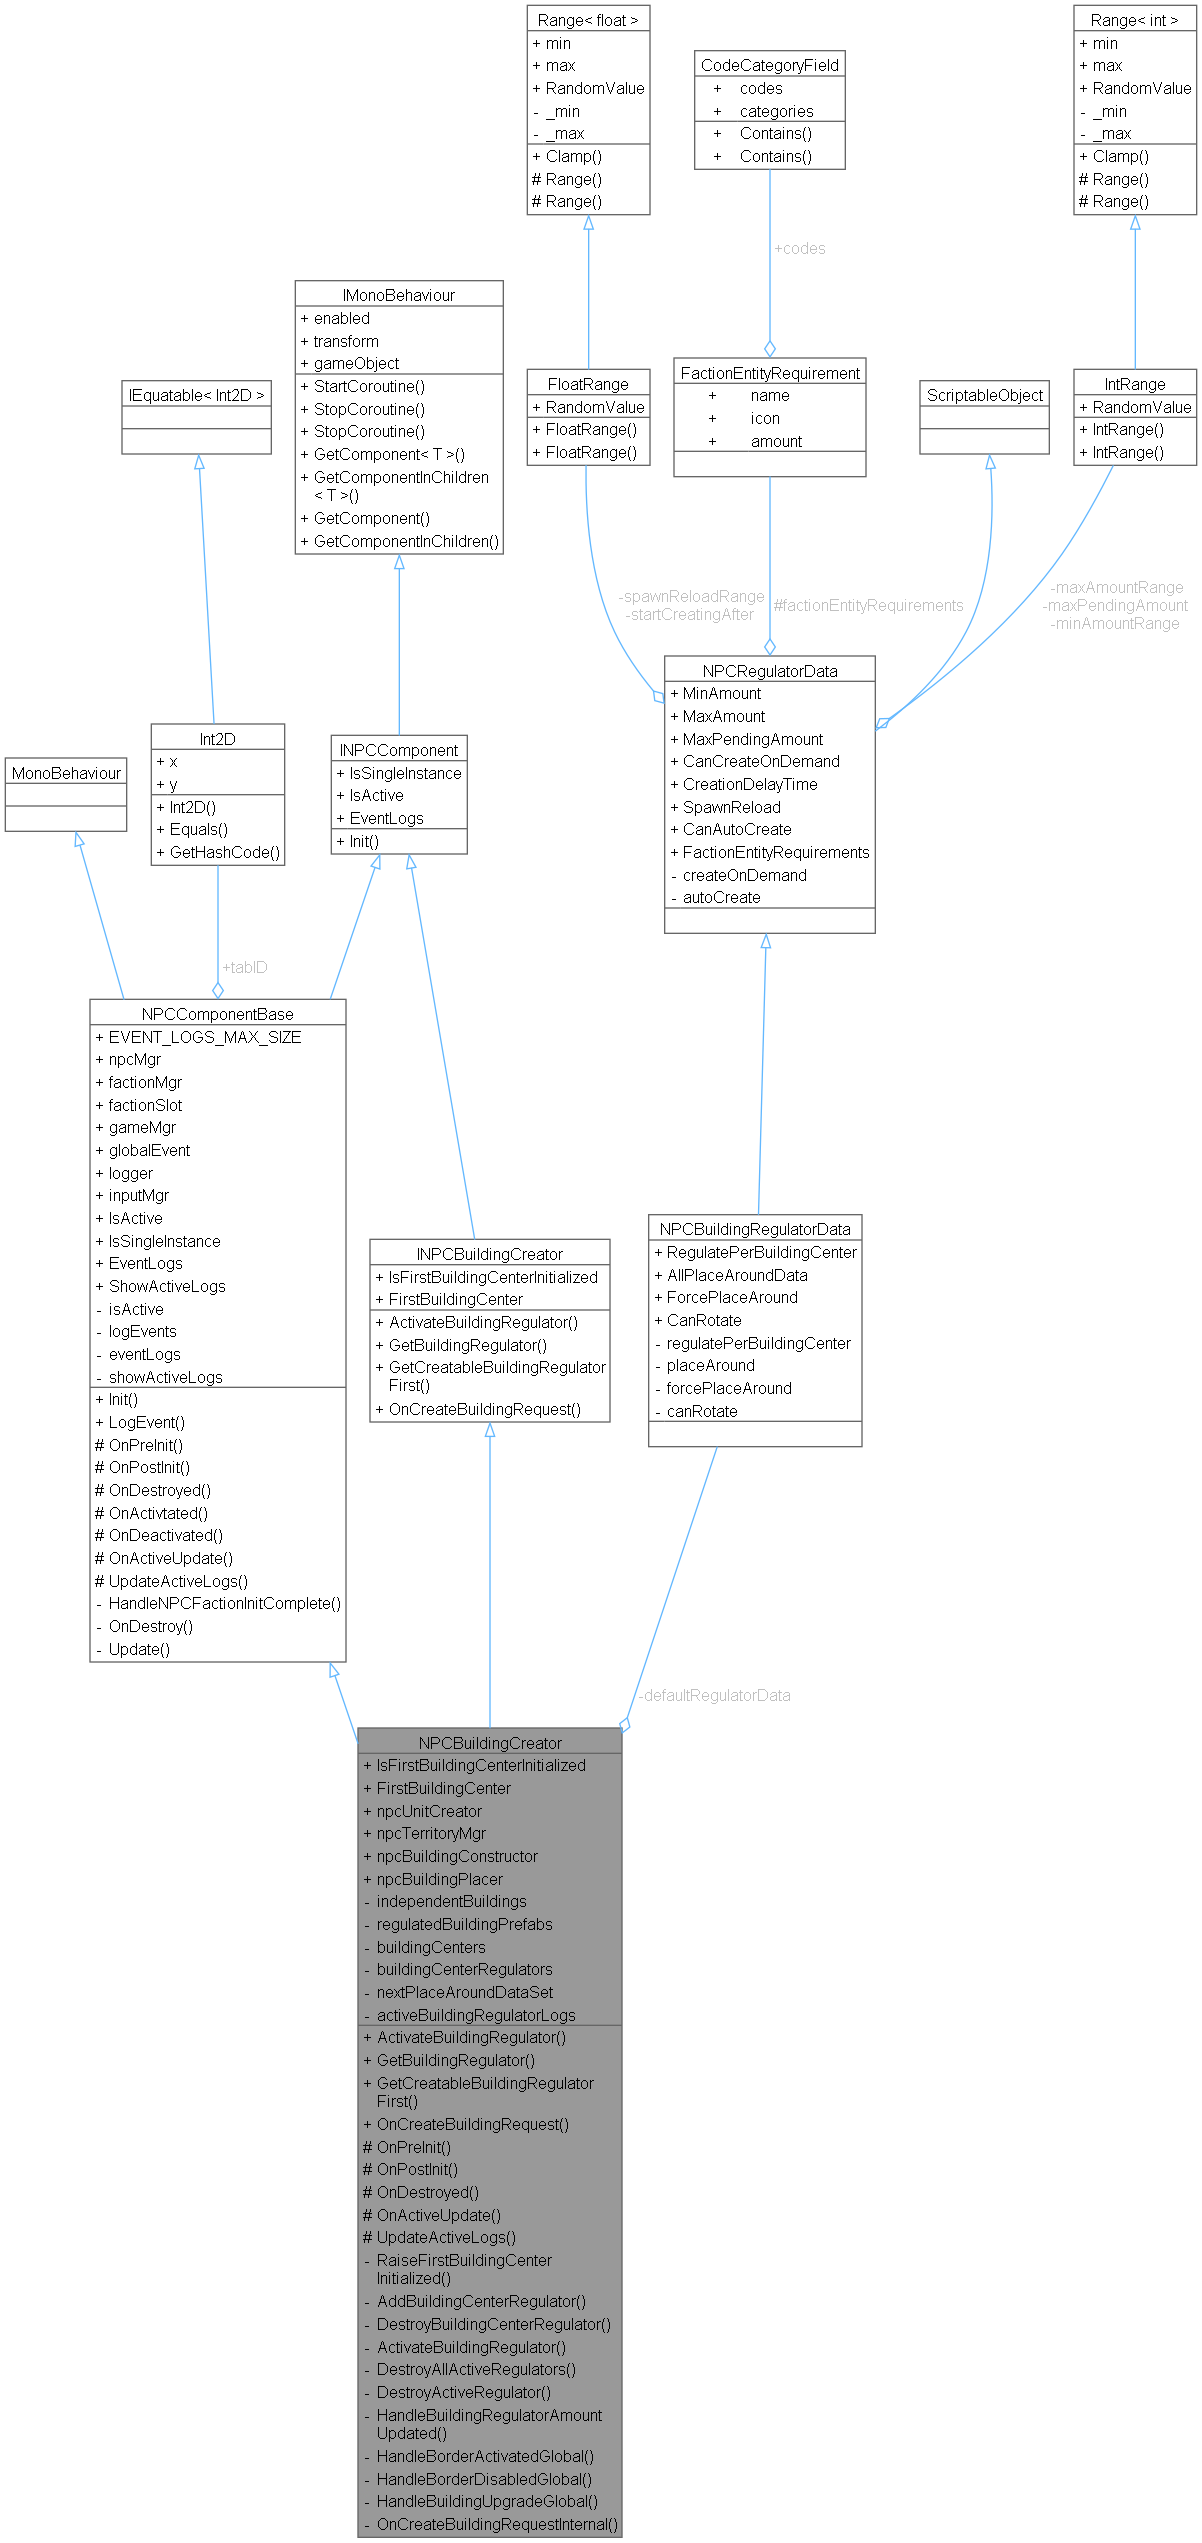 Range< float >
+ min
+ max
+ RandomValue
- _min
- _max
+ Clamp()
# Range()
# Range()
Range< int >
+ min
+ max
+ RandomValue
- _min
- _max
+ Clamp()
# Range()
# Range()
CodeCategoryField
+ codes
+ categories
+ Contains()
+ Contains()
+codes
IMonoBehaviour
+ enabled
+ transform
+ gameObject
+ StartCoroutine()
+ StopCoroutine()
+ StopCoroutine()
+ GetComponent< T >()
+ GetComponentInChildren
< T >()
+ GetComponent()
+ GetComponentInChildren()
IEquatable< Int2D >
FloatRange
+ RandomValue
+ FloatRange()
+ FloatRange()
FactionEntityRequirement
+ name
+ icon
+ amount
ScriptableObject
IntRange
+ RandomValue
+ IntRange()
+ IntRange()
-spawnReloadRange
-startCreatingAfter
#factionEntityRequirements
-maxAmountRange
-maxPendingAmount
-minAmountRange
MonoBehaviour
Int2D
+ x
+ y
+ Int2D()
+ Equals()
+ GetHashCode()
INPCComponent
+ IsSingleInstance
+ IsActive
+ EventLogs
+ Init()
NPCRegulatorData
+ MinAmount
+ MaxAmount
+ MaxPendingAmount
+ CanCreateOnDemand
+ CreationDelayTime
+ SpawnReload
+ CanAutoCreate
+ FactionEntityRequirements
- createOnDemand
- autoCreate
+tabID
NPCComponentBase
+ EVENT_LOGS_MAX_SIZE
+ npcMgr
+ factionMgr
+ factionSlot
+ gameMgr
+ globalEvent
+ logger
+ inputMgr
+ IsActive
+ IsSingleInstance
+ EventLogs
+ ShowActiveLogs
- isActive
- logEvents
- eventLogs
- showActiveLogs
+ Init()
+ LogEvent()
# OnPreInit()
# OnPostInit()
# OnDestroyed()
# OnActivtated()
# OnDeactivated()
# OnActiveUpdate()
# UpdateActiveLogs()
- HandleNPCFactionInitComplete()
- OnDestroy()
- Update()
INPCBuildingCreator
+ IsFirstBuildingCenterInitialized
+ FirstBuildingCenter
+ ActivateBuildingRegulator()
+ GetBuildingRegulator()
+ GetCreatableBuildingRegulator
First()
+ OnCreateBuildingRequest()
NPCBuildingRegulatorData
+ RegulatePerBuildingCenter
+ AllPlaceAroundData
+ ForcePlaceAround
+ CanRotate
- regulatePerBuildingCenter
- placeAround
- forcePlaceAround
- canRotate
-defaultRegulatorData
NPCBuildingCreator
+ IsFirstBuildingCenterInitialized
+ FirstBuildingCenter
+ npcUnitCreator
+ npcTerritoryMgr
+ npcBuildingConstructor
+ npcBuildingPlacer
- independentBuildings
- regulatedBuildingPrefabs
- buildingCenters
- buildingCenterRegulators
- nextPlaceAroundDataSet
- activeBuildingRegulatorLogs
+ ActivateBuildingRegulator()
+ GetBuildingRegulator()
+ GetCreatableBuildingRegulator
First()
+ OnCreateBuildingRequest()
# OnPreInit()
# OnPostInit()
# OnDestroyed()
# OnActiveUpdate()
# UpdateActiveLogs()
- RaiseFirstBuildingCenter
Initialized()
- AddBuildingCenterRegulator()
- DestroyBuildingCenterRegulator()
- ActivateBuildingRegulator()
- DestroyAllActiveRegulators()
- DestroyActiveRegulator()
- HandleBuildingRegulatorAmount
Updated()
- HandleBorderActivatedGlobal()
- HandleBorderDisabledGlobal()
- HandleBuildingUpgradeGlobal()
- OnCreateBuildingRequestInternal()